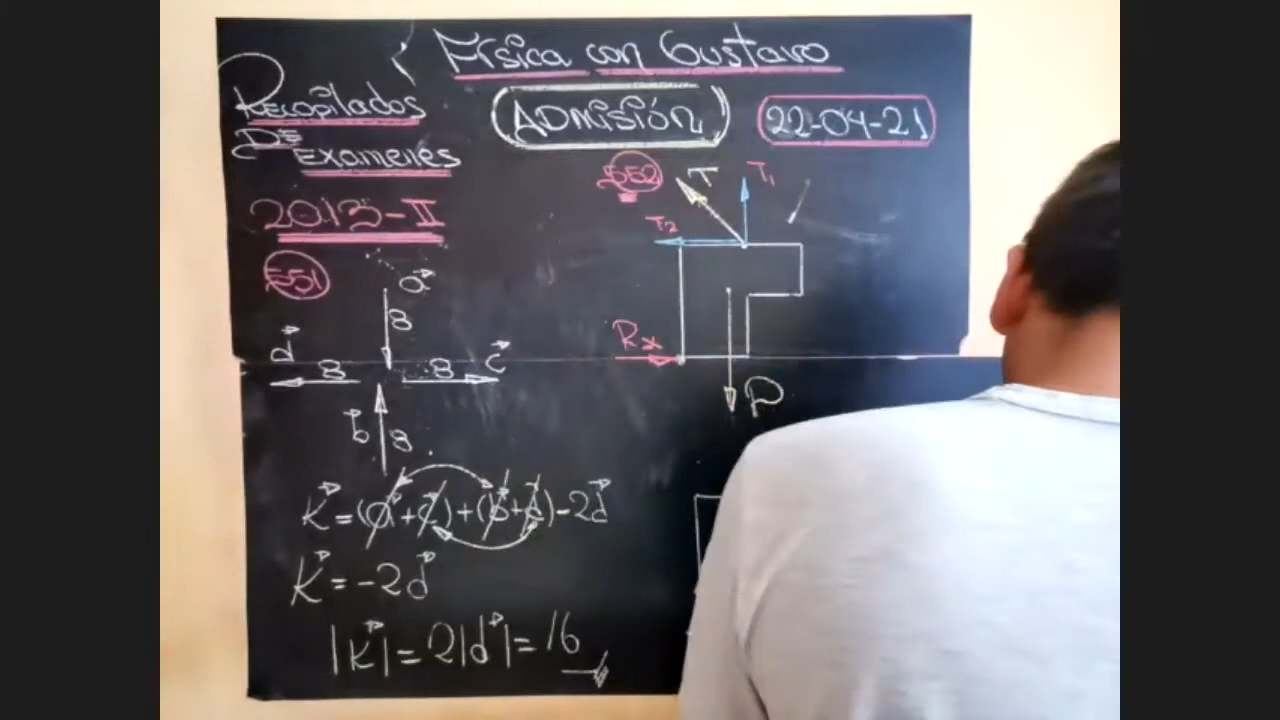 Física con Gustavo
Recopilados
DE
Exámenes
ADMISIÓN
22-04-21
2013-II
551
a⃗
8
d⃗
8
8
c⃗
b⃗
8
K⃗ = (a⃗ + c⃗) + (b⃗ + d⃗) - 2d⃗
K⃗ = -2d⃗
|K⃗| = 2|d⃗| = 16
552
T
T₁
T₂
Rx
P